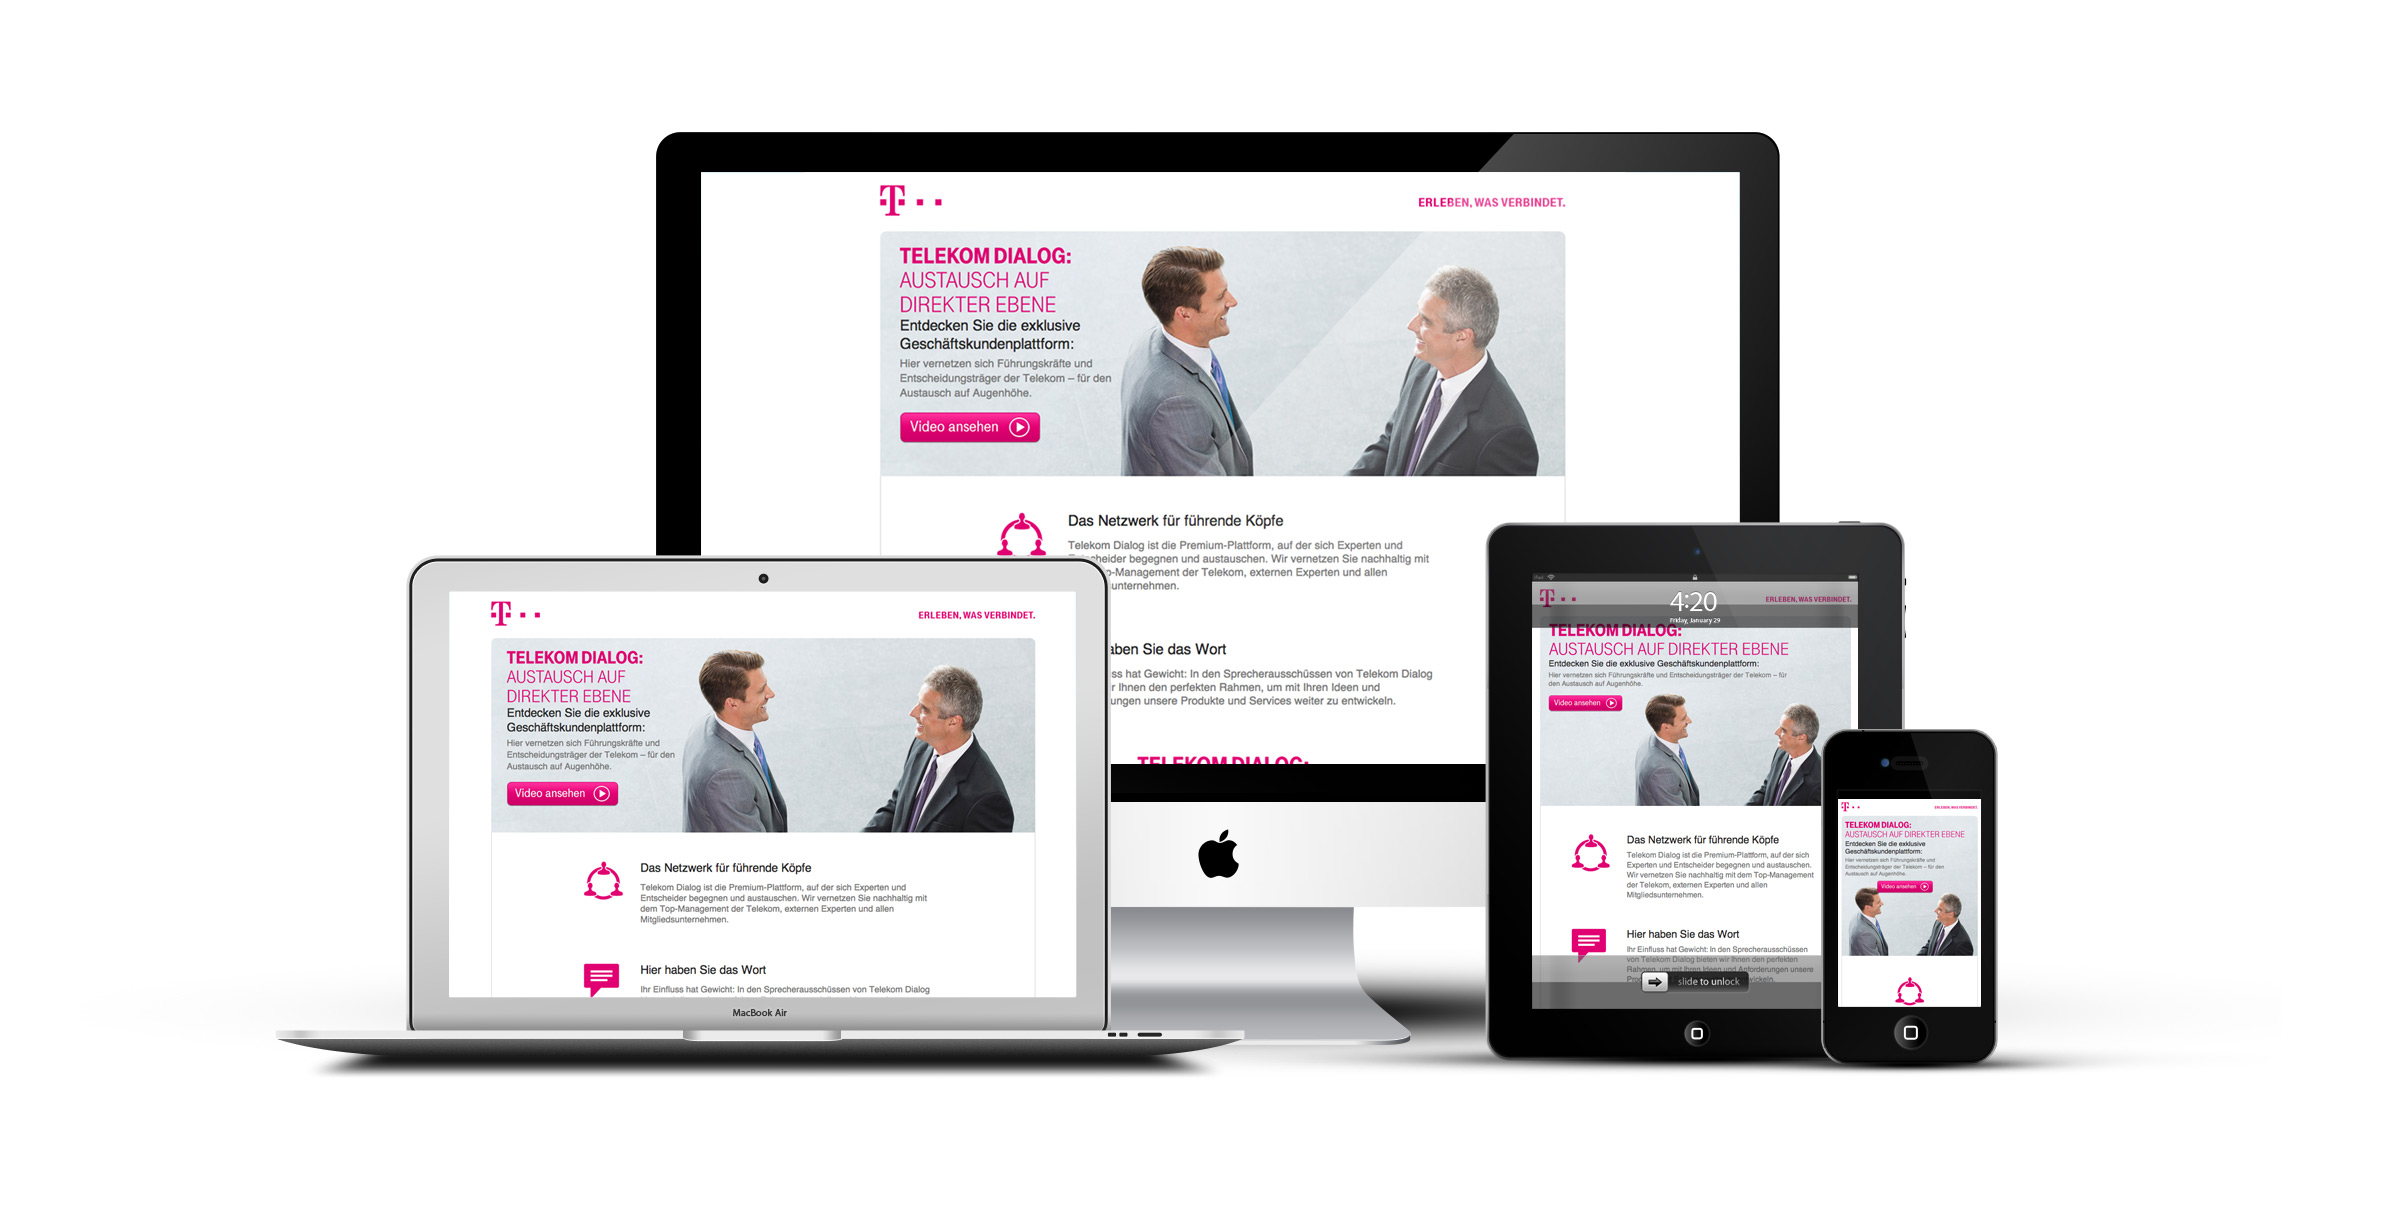 T
ERLEBEN, WAS VERBINDET.
TELEKOM DIALOG:
AUSTAUSCH AUF
DIREKTER EBENE
Entdecken Sie die exklusive
Geschäftskundenplattform:
Hier vernetzen sich Führungskräfte und
Entscheidungsträger der Telekom – für den
Austausch auf Augenhöhe.
Video ansehen
Das Netzwerk für führende Köpfe
Telekom Dialog ist die Premium-Plattform, auf der sich Experten und
cheider begegnen und austauschen. Wir vernetzen Sie nachhaltig mit
p-Management der Telekom, externen Experten und allen
unternehmen.
aben Sie das Wort
ss hat Gewicht: In den Sprecherausschüssen von Telekom Dialog
r Ihnen den perfekten Rahmen, um mit Ihren Ideen und
ungen unsere Produkte und Services weiter zu entwickeln.
TELEKOM DIALOG:
T
ERLEBEN, WAS VERBINDET.
TELEKOM DIALOG:
AUSTAUSCH AUF
DIREKTER EBENE
Entdecken Sie die exklusive
Geschäftskundenplattform:
Hier vernetzen sich Führungskräfte und
Entscheidungsträger der Telekom – für den
Austausch auf Augenhöhe.
Video ansehen
Das Netzwerk für führende Köpfe
Telekom Dialog ist die Premium-Plattform, auf der sich Experten und
Entscheider begegnen und austauschen. Wir vernetzen Sie nachhaltig mit
dem Top-Management der Telekom, externen Experten und allen
Mitgliedsunternehmen.
Hier haben Sie das Wort
Ihr Einfluss hat Gewicht: In den Sprecherausschüssen von Telekom Dialog
MacBook Air
iPad
T
4:20
ERLEBEN, WAS VERBINDET.
Friday, January 29
TELEKOM DIALOG:
AUSTAUSCH AUF DIREKTER EBENE
Entdecken Sie die exklusive Geschäftskundenplattform:
Hier vernetzen sich Führungskräfte und Entscheidungsträger der Telekom – für
den Austausch auf Augenhöhe.
Video ansehen
Das Netzwerk für führende Köpfe
Telekom Dialog ist die Premium-Plattform, auf der sich
Experten und Entscheider begegnen und austauschen.
Wir vernetzen Sie nachhaltig mit dem Top-Management
der Telekom, externen Experten und allen
Mitgliedsunternehmen.
Hier haben Sie das Wort
Ihr Einfluss hat Gewicht: In den Sprecherausschüssen
von Telekom Dialog bieten wir Ihnen den perfekten
Rahmen, um mit Ihren Ideen und Anforderungen unsere
slide to unlock
T
ERLEBEN, WAS VERBINDET.
TELEKOM DIALOG:
AUSTAUSCH AUF DIREKTER EBENE
Entdecken Sie die exklusive
Geschäftskundenplattform:
Hier vernetzen sich Führungskräfte und
Entscheidungsträger der Telekom – für den
Austausch auf Augenhöhe.
Video ansehen